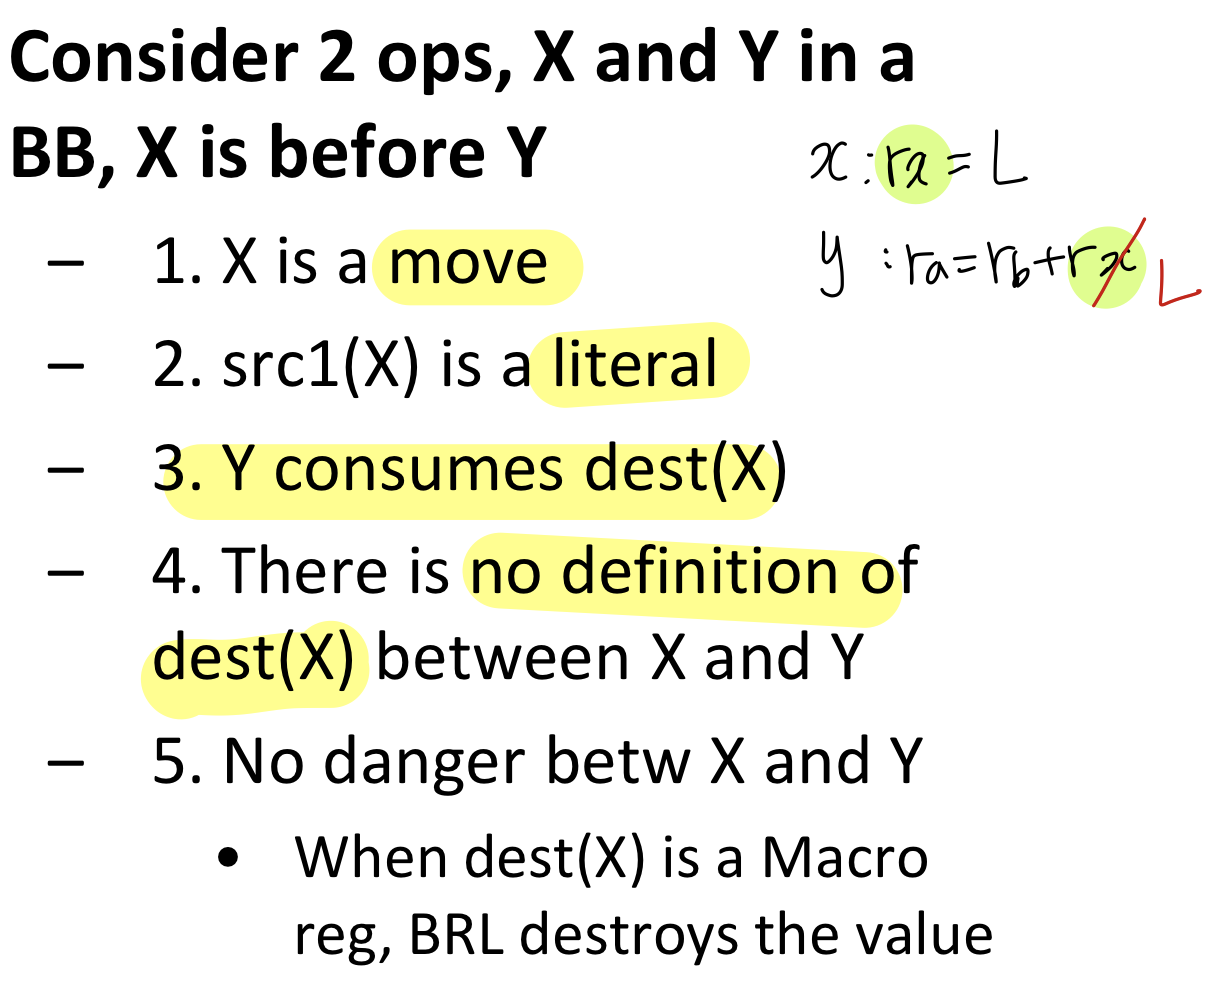 Consider 2 ops, X and Y in a
BB, X is before Y
x : rx = L
y : ra = rb + rx L
– 1. X is a move
– 2. src1(X) is a literal
– 3. Y consumes dest(X)
– 4. There is no definition of
dest(X) between X and Y
– 5. No danger betw X and Y
• When dest(X) is a Macro
reg, BRL destroys the value